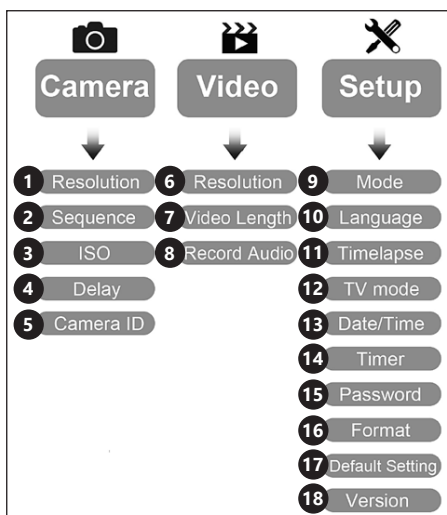 Camera
Video
Setup
1 Resolution
2 Sequence
3 ISO
4 Delay
5 Camera ID
6 Resolution
7 Video Length
8 Record Audio
9 Mode
10 Language
11 Timelapse
12 TV mode
13 Date/Time
14 Timer
15 Password
16 Format
17 Default Setting
18 Version